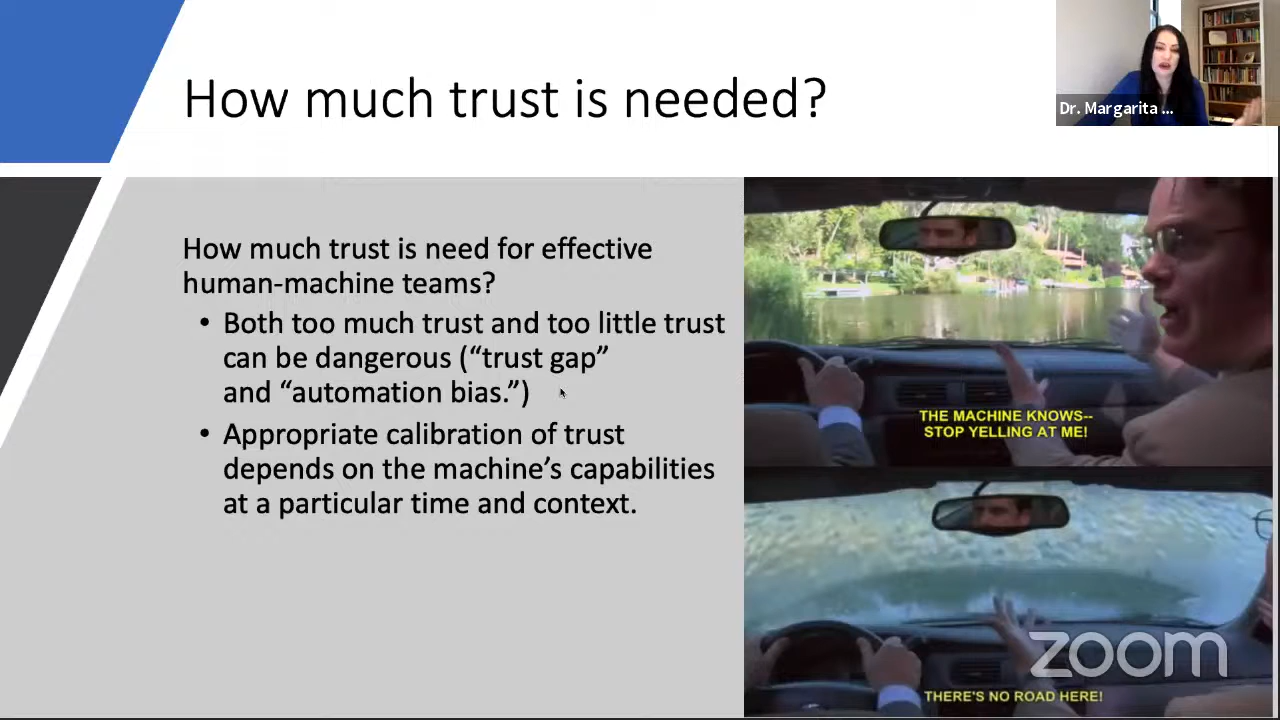 How much trust is needed?
Dr. Margarita ...
How much trust is need for effective
human-machine teams?
• Both too much trust and too little trust
can be dangerous (“trust gap”
and “automation bias.”)
• Appropriate calibration of trust
depends on the machine’s capabilities
at a particular time and context.
THE MACHINE KNOWS--
STOP YELLING AT ME!
THERE'S NO ROAD HERE!
zoom